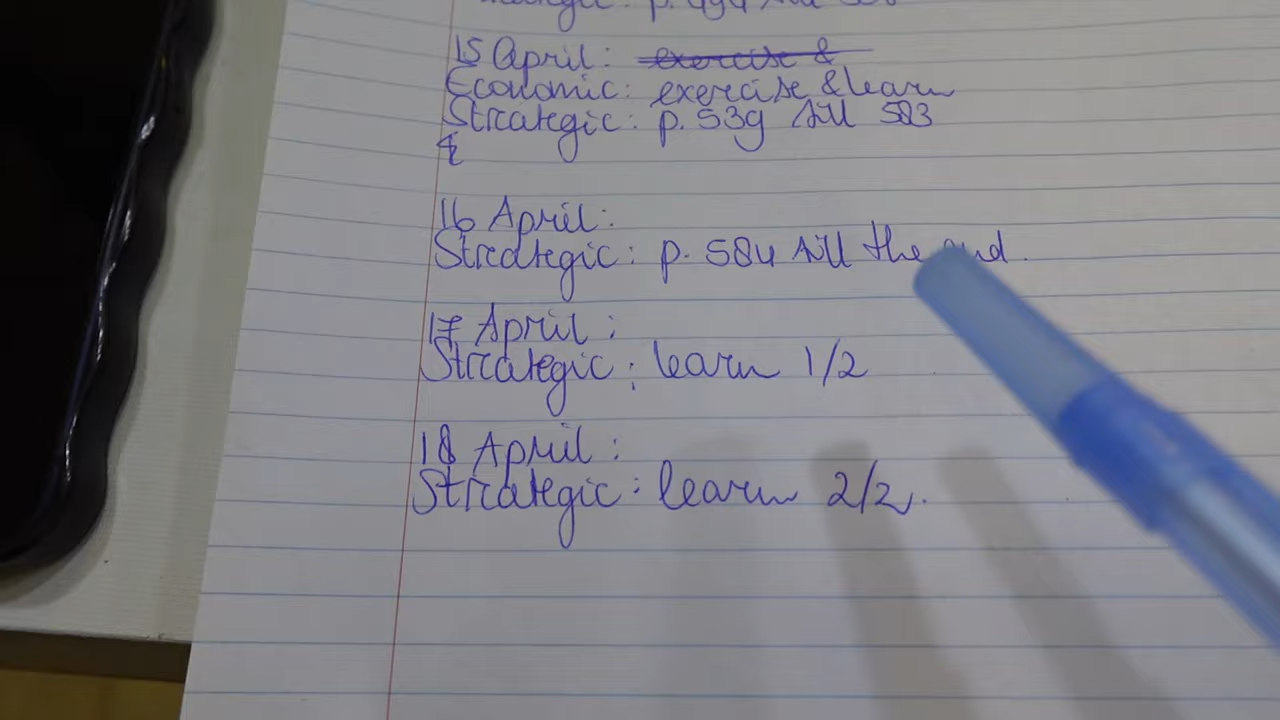 15 April: exercise &
Economic: exercise & learn
Strategic: p. 539 till 583
&
16 April:
Strategic: p. 584 till the end.
17 April:
Strategic: learn 1/2
18 April:
Strategic: learn 2/2.